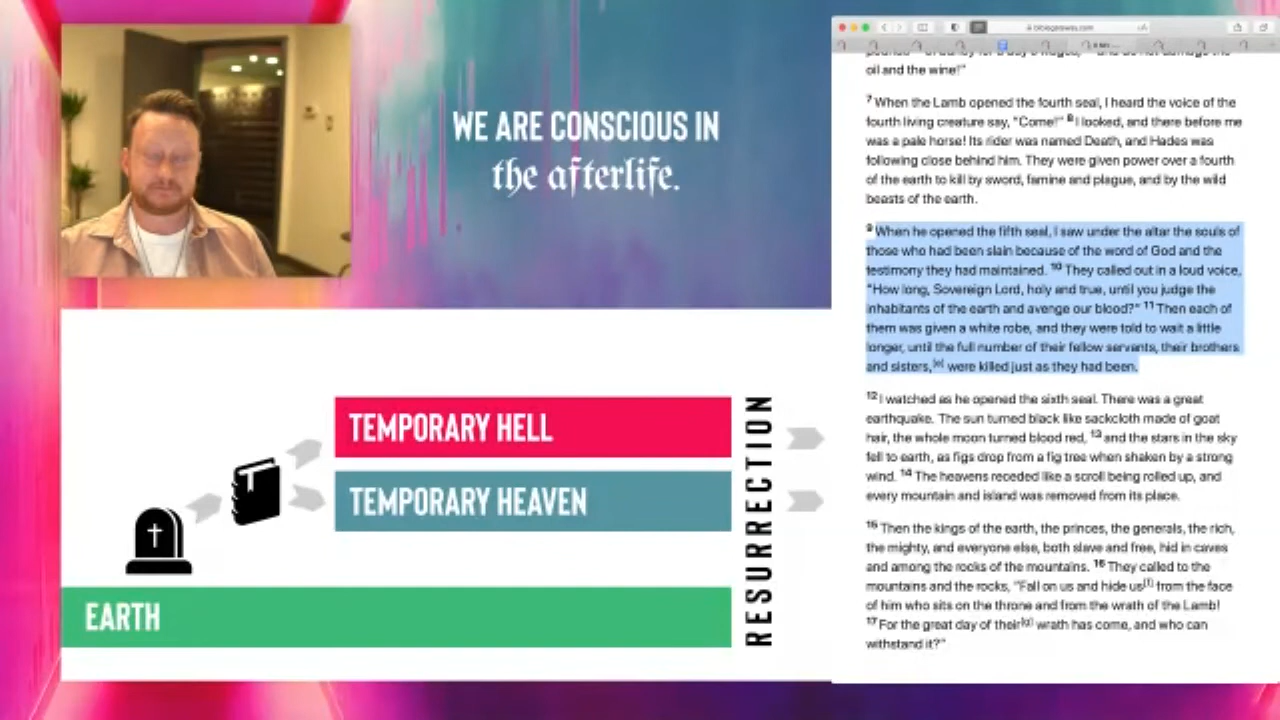 WE ARE CONSCIOUS IN
the afterlife.
TEMPORARY HELL
TEMPORARY HEAVEN
EARTH
RESURRECTION
biblegateway.com
oil and the wine!"
7 When the Lamb opened the fourth seal, I heard the voice of the
fourth living creature say, "Come!" 8 I looked, and there before me
was a pale horse! Its rider was named Death, and Hades was
following close behind him. They were given power over a fourth
of the earth to kill by sword, famine and plague, and by the wild
beasts of the earth.
9 When he opened the fifth seal, I saw under the altar the souls of
those who had been slain because of the word of God and the
testimony they had maintained. 10 They called out in a loud voice,
"How long, Sovereign Lord, holy and true, until you judge the
inhabitants of the earth and avenge our blood?" 11 Then each of
them was given a white robe, and they were told to wait a little
longer, until the full number of their fellow servants, their brothers
and sisters,[e] were killed just as they had been.
12 I watched as he opened the sixth seal. There was a great
earthquake. The sun turned black like sackcloth made of goat
hair, the whole moon turned blood red, 13 and the stars in the sky
fell to earth, as figs drop from a fig tree when shaken by a strong
wind. 14 The heavens receded like a scroll being rolled up, and
every mountain and island was removed from its place.
15 Then the kings of the earth, the princes, the generals, the rich,
the mighty, and everyone else, both slave and free, hid in caves
and among the rocks of the mountains. 16 They called to the
mountains and the rocks, "Fall on us and hide us[f] from the face
of him who sits on the throne and from the wrath of the Lamb!
17 For the great day of their[g] wrath has come, and who can
withstand it?"